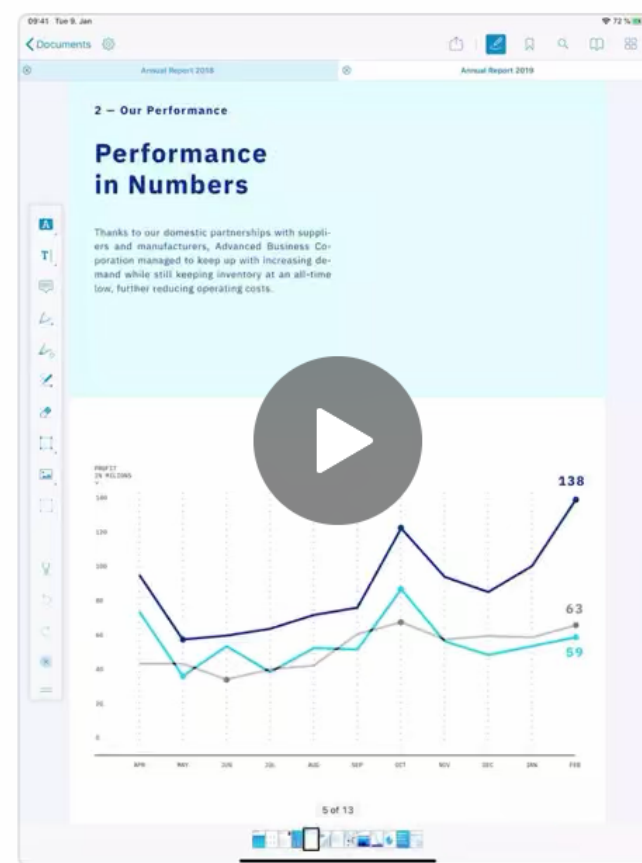 09:41 Tue 9. Jan
72 %
Documents
Annual Report 2018
Annual Report 2019
2 – Our Performance
Performance
in Numbers
Thanks to our domestic partnerships with suppli-
ers and manufacturers, Advanced Business Co-
poration managed to keep up with increasing de-
mand while still keeping inventory at an all-time
low, further reducing operating costs.
A
T
PROFIT
IN MILIONS
138
140
120
100
80
63
60
59
40
20
0
APR MAY JUN JUL AUG SEP OCT NOV DEC JAN FEB
5 of 13